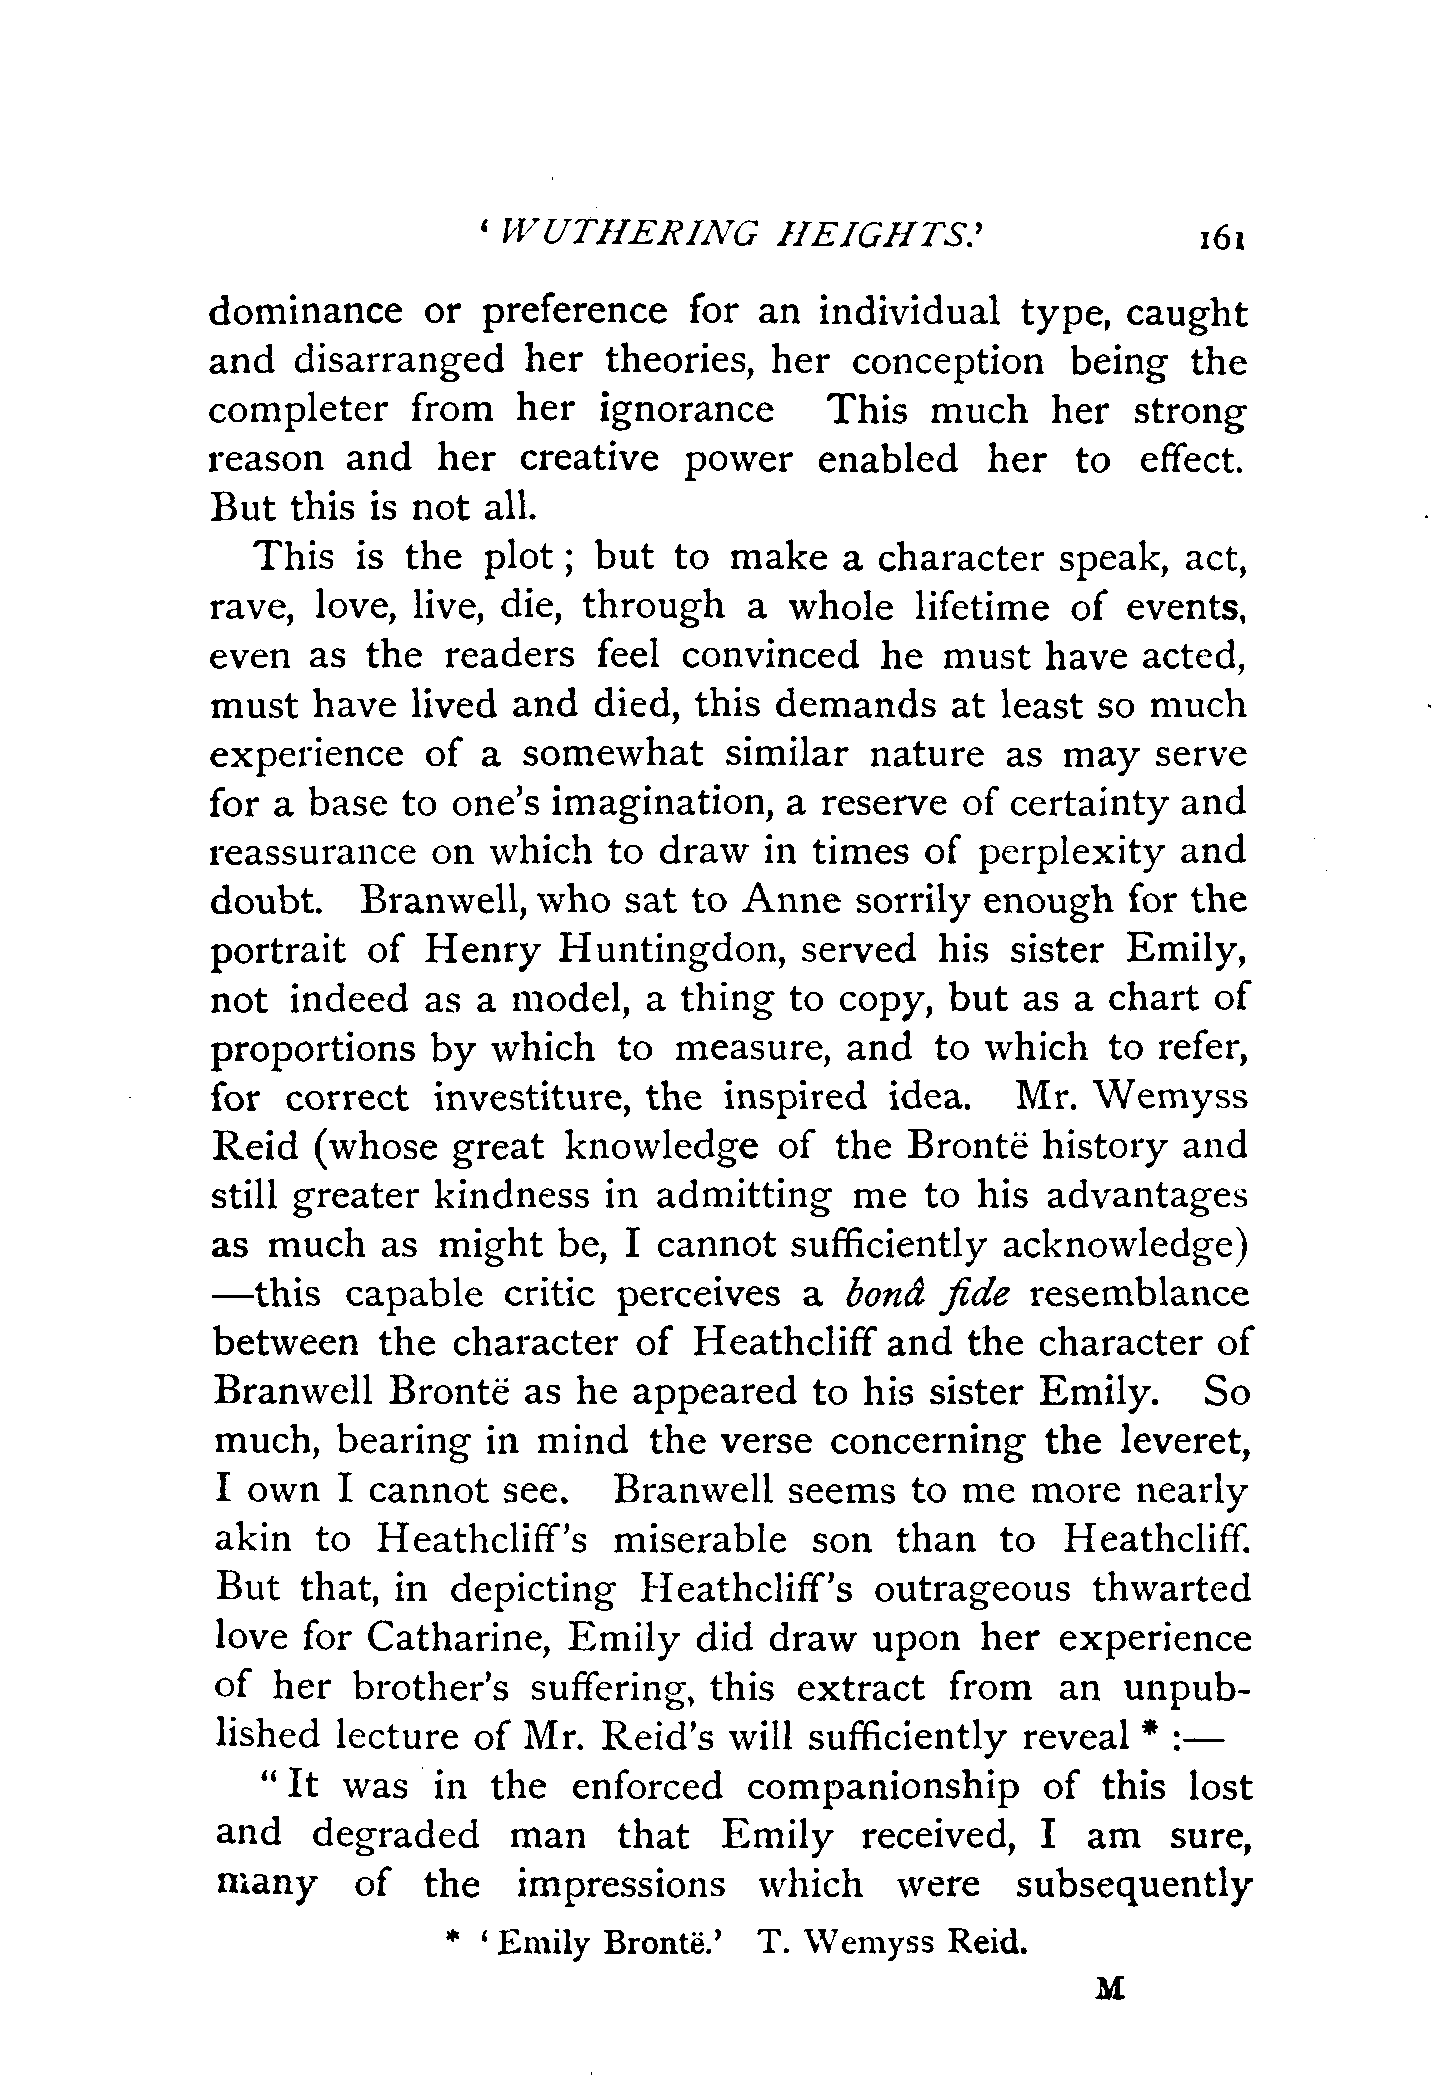 ‘ WUTHERING HEIGHTS.’ 161
dominance or preference for an individual type, caught
and disarranged her theories, her conception being the
completer from her ignorance This much her strong
reason and her creative power enabled her to effect.
But this is not all.
This is the plot ; but to make a character speak, act,
rave, love, live, die, through a whole lifetime of events,
even as the readers feel convinced he must have acted,
must have lived and died, this demands at least so much
experience of a somewhat similar nature as may serve
for a base to one’s imagination, a reserve of certainty and
reassurance on which to draw in times of perplexity and
doubt. Branwell, who sat to Anne sorrily enough for the
portrait of Henry Huntingdon, served his sister Emily,
not indeed as a model, a thing to copy, but as a chart of
proportions by which to measure, and to which to refer,
for correct investiture, the inspired idea. Mr. Wemyss
Reid (whose great knowledge of the Brontë history and
still greater kindness in admitting me to his advantages
as much as might be, I cannot sufficiently acknowledge)
—this capable critic perceives a bonâ fide resemblance
between the character of Heathcliff and the character of
Branwell Brontë as he appeared to his sister Emily. So
much, bearing in mind the verse concerning the leveret,
I own I cannot see. Branwell seems to me more nearly
akin to Heathcliff’s miserable son than to Heathcliff.
But that, in depicting Heathcliff’s outrageous thwarted
love for Catharine, Emily did draw upon her experience
of her brother’s suffering, this extract from an unpub-
lished lecture of Mr. Reid’s will sufficiently reveal * :—
“ It was in the enforced companionship of this lost
and degraded man that Emily received, I am sure,
many of the impressions which were subsequently
* ‘ Emily Brontë.’ T. Wemyss Reid.
M